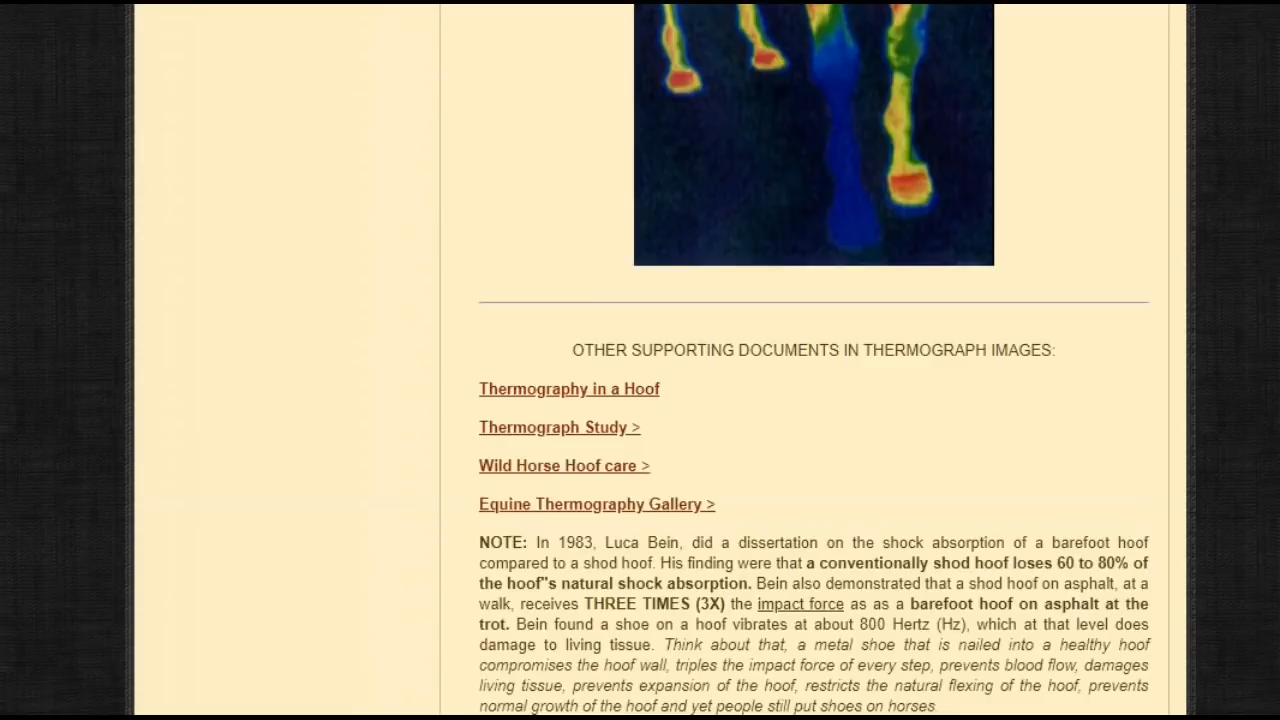 OTHER SUPPORTING DOCUMENTS IN THERMOGRAPH IMAGES:
Thermography in a Hoof
Thermograph Study >
Wild Horse Hoof care >
Equine Thermography Gallery >
NOTE: In 1983, Luca Bein, did a dissertation on the shock absorption of a barefoot hoof
compared to a shod hoof. His finding were that a conventionally shod hoof loses 60 to 80% of
the hoof"s natural shock absorption. Bein also demonstrated that a shod hoof on asphalt, at a
walk, receives THREE TIMES (3X) the impact force as as a barefoot hoof on asphalt at the
trot. Bein found a shoe on a hoof vibrates at about 800 Hertz (Hz), which at that level does
damage to living tissue. Think about that, a metal shoe that is nailed into a healthy hoof
compromises the hoof wall, triples the impact force of every step, prevents blood flow, damages
living tissue, prevents expansion of the hoof, restricts the natural flexing of the hoof, prevents
normal growth of the hoof and yet people still put shoes on horses.